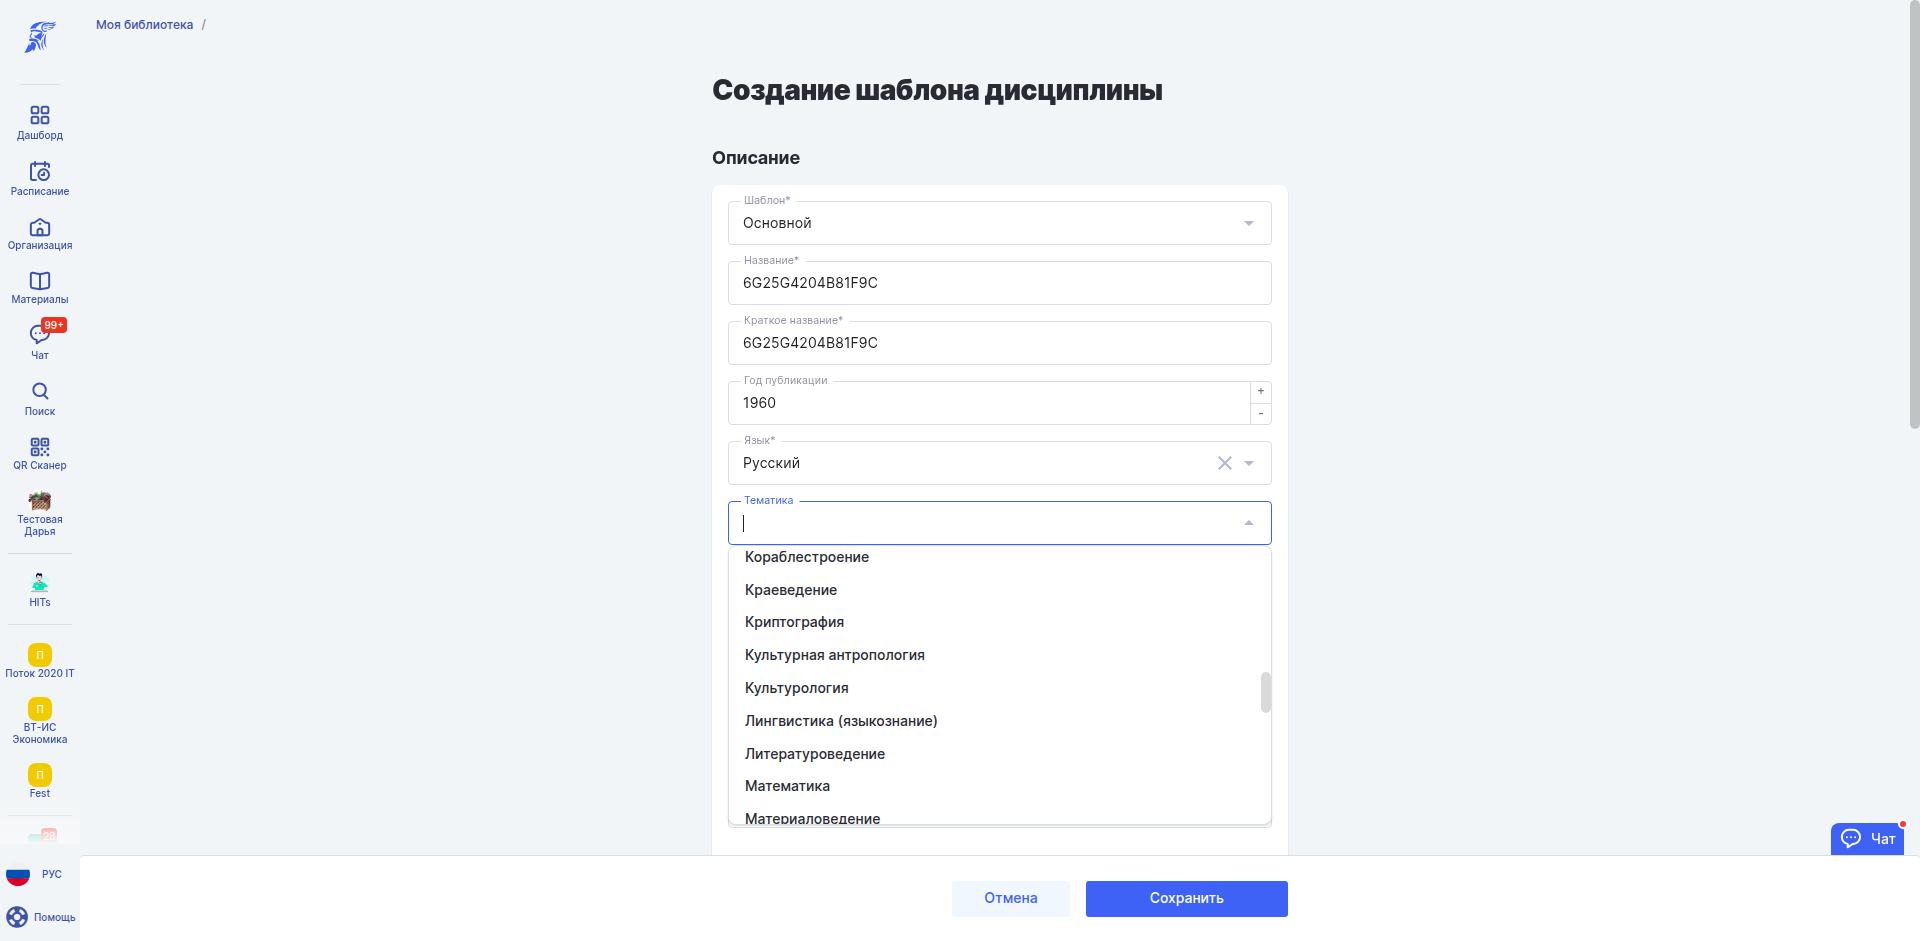 Моя библиотека /
Создание шаблона дисциплины
Описание
Шаблон*
Основной
Название*
6G25G4204B81F9C
Краткое название*
6G25G4204B81F9C
Год публикации
1960
+
-
Язык*
Русский
Тематика
Кораблестроение
Краеведение
Криптография
Культурная антропология
Культурология
Лингвистика (языкознание)
Литературоведение
Математика
Материаловедение
Отмена
Сохранить
Чат
Дашборд
Расписание
Организация
Материалы
99+
Чат
Поиск
QR Сканер
Тестовая
Дарья
HITs
П
Поток 2020 IT
П
ВТ-ИС
Экономика
П
Fest
28
РУС
Помощь